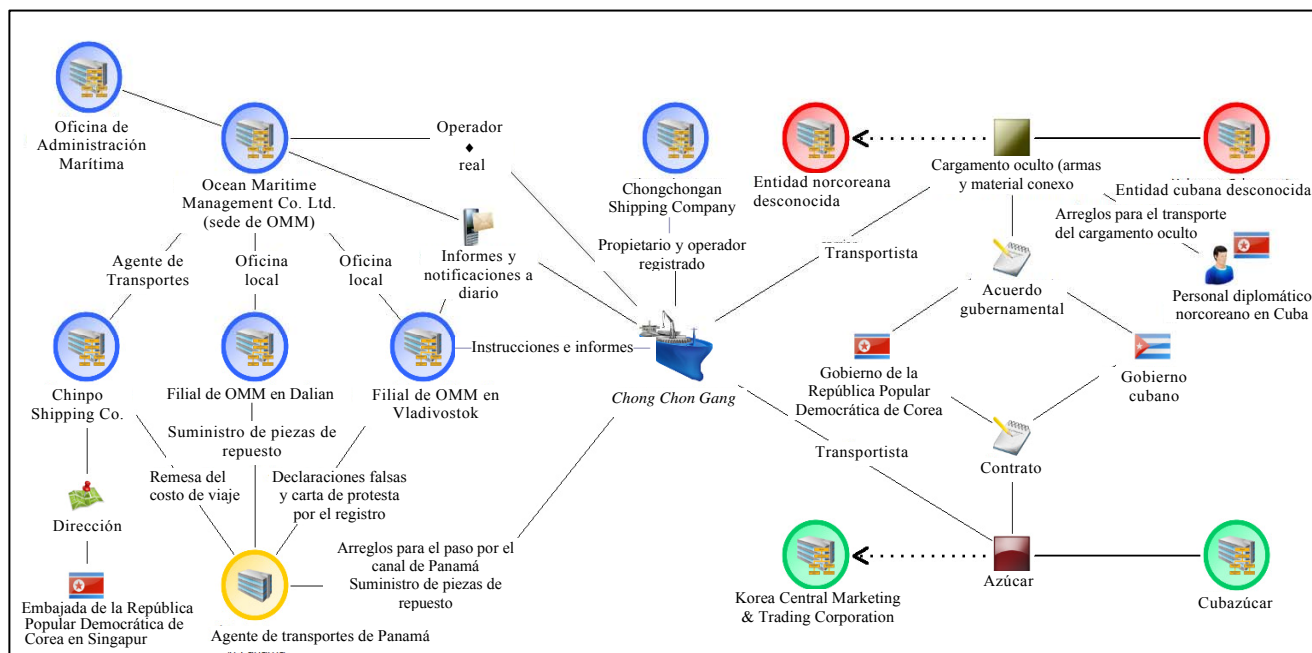 Oficina de
Administración
Marítima
Ocean Maritime
Management Co. Ltd.
(sede de OMM)
Operador
real
Chongchongan
Shipping Company
Propietario y operador
registrado
Entidad norcoreana
desconocida
Cargamento oculto (armas
y material conexo
Entidad cubana desconocida
Arreglos para el transporte
del cargamento oculto
Personal diplomático
norcoreano en Cuba
Transportista
Acuerdo
gubernamental
Agente de
Transportes
Oficina
local
Oficina
local
Informes y
notificaciones a
diario
Chinpo
Shipping Co.
Filial de OMM en Dalian
Filial de OMM en
Vladivostok
Instrucciones e informes
Chong Chon Gang
Gobierno de la
República Popular
Democrática de Corea
Gobierno
cubano
Suministro de piezas de
repuesto
Remesa del
costo de viaje
Declaraciones falsas
y carta de protesta
por el registro
Transportista
Contrato
Dirección
Arreglos para el paso por el
canal de Panamá
Suministro de piezas de
repuesto
Azúcar
Embajada de la República
Popular Democrática de
Corea en Singapur
Agente de transportes de Panamá
Korea Central Marketing
& Trading Corporation
Cubazúcar